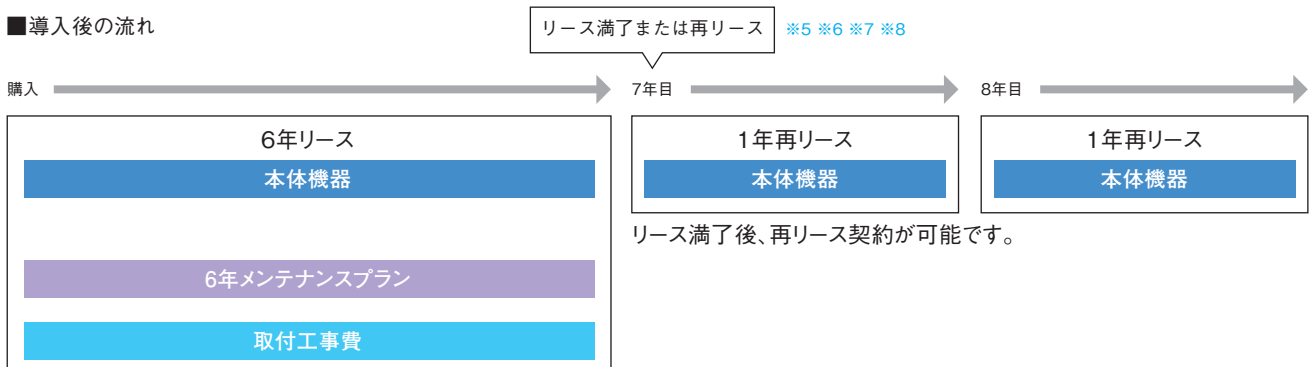 ■導入後の流れ
リース満了または再リース ※5 ※6 ※7 ※8
購入
7年目
8年目
6年リース
本体機器
6年メンテナンスプラン
取付工事費
1年再リース
本体機器
リース満了後、再リース契約が可能です。
1年再リース
本体機器